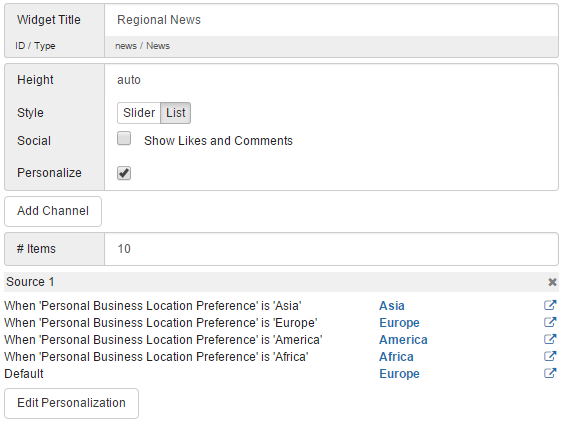 Widget Title Regional News
ID / Type news / News
Height auto
Style Slider List
Social Show Likes and Comments
Personalize
Add Channel
# Items 10
Source 1
When 'Personal Business Location Preference' is 'Asia' Asia
When 'Personal Business Location Preference' is 'Europe' Europe
When 'Personal Business Location Preference' is 'America' America
When 'Personal Business Location Preference' is 'Africa' Africa
Default Europe
Edit Personalization